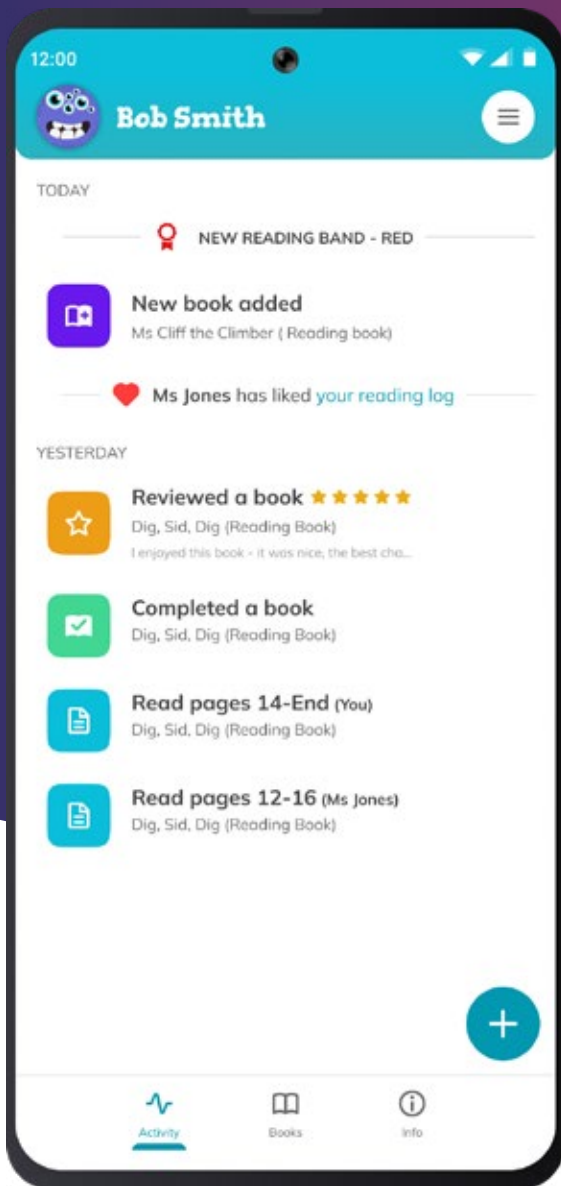 12:00
Bob Smith
TODAY
NEW READING BAND - RED
New book added
Ms Cliff the Climber ( Reading book)
Ms Jones has liked your reading log
YESTERDAY
Reviewed a book
Dig, Sid, Dig (Reading Book)
I enjoyed this book - it was nice, the best cha...
Completed a book
Dig, Sid, Dig (Reading Book)
Read pages 14-End (You)
Dig, Sid, Dig (Reading Book)
Read pages 12-16 (Ms Jones)
Dig, Sid, Dig (Reading Book)
Activity
Books
Info